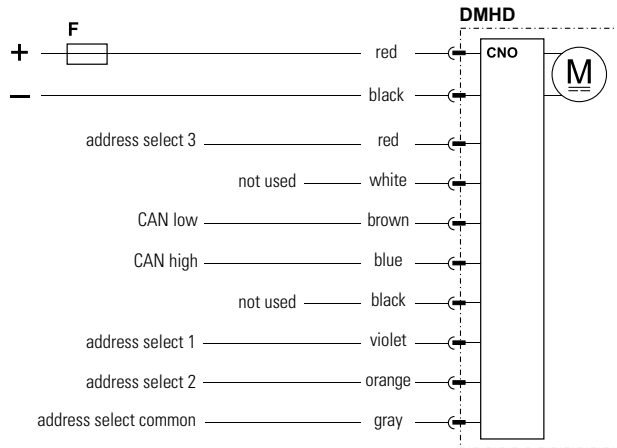 DMHD
F
+ red CNO
M
− black
address select 3 red
not used white
CAN low brown
CAN high blue
not used black
address select 1 violet
address select 2 orange
address select common gray